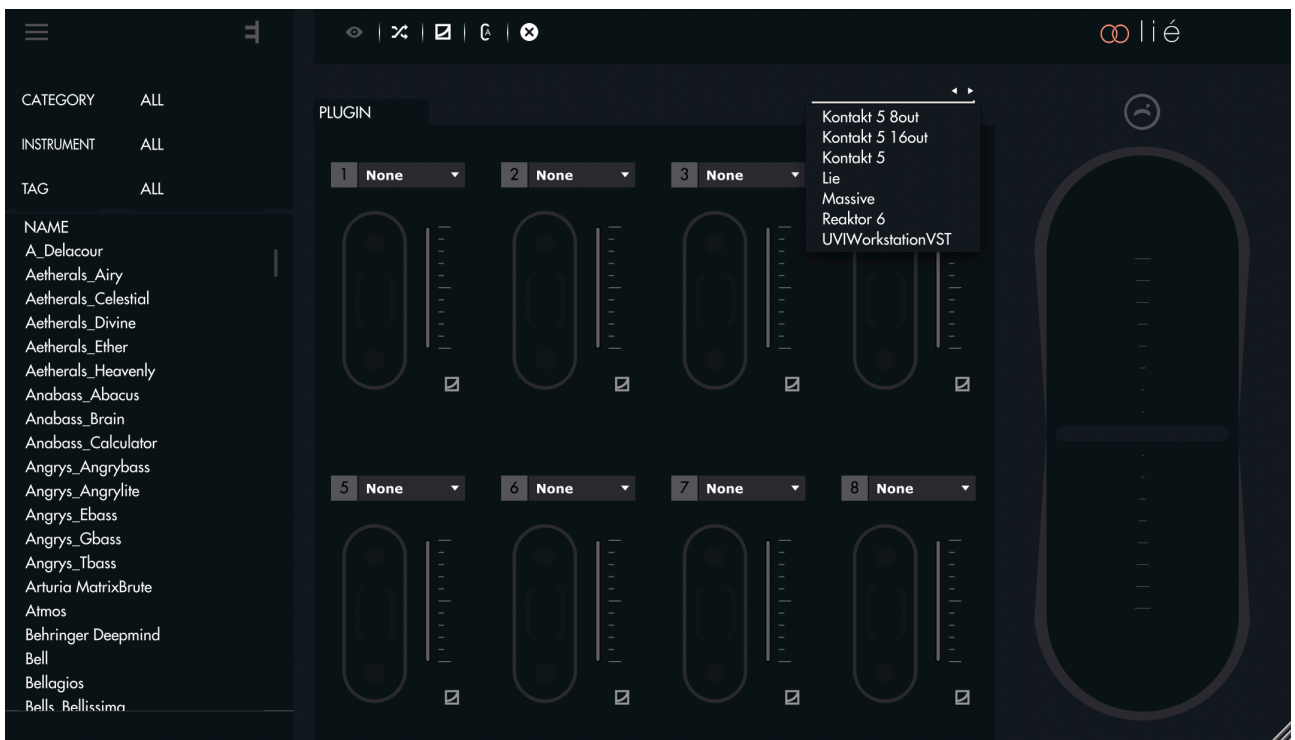 lié
CATEGORY ALL
INSTRUMENT ALL
TAG ALL
NAME
A_Delacour
Aetherals_Airy
Aetherals_Celestial
Aetherals_Divine
Aetherals_Ether
Aetherals_Heavenly
Anabass_Abacus
Anabass_Brain
Anabass_Calculator
Angrys_Angrybass
Angrys_Angrylite
Angrys_Ebass
Angrys_Gbass
Angrys_Tbass
Arturia MatrixBrute
Atmos
Behringer Deepmind
Bell
Bellagios
Bells_Bellissima
A
PLUGIN
Kontakt 5 8out
Kontakt 5 16out
Kontakt 5
Lie
Massive
Reaktor 6
UVIWorkstationVST
1 None 2 None 3 None
5 None 6 None 7 None 8 None